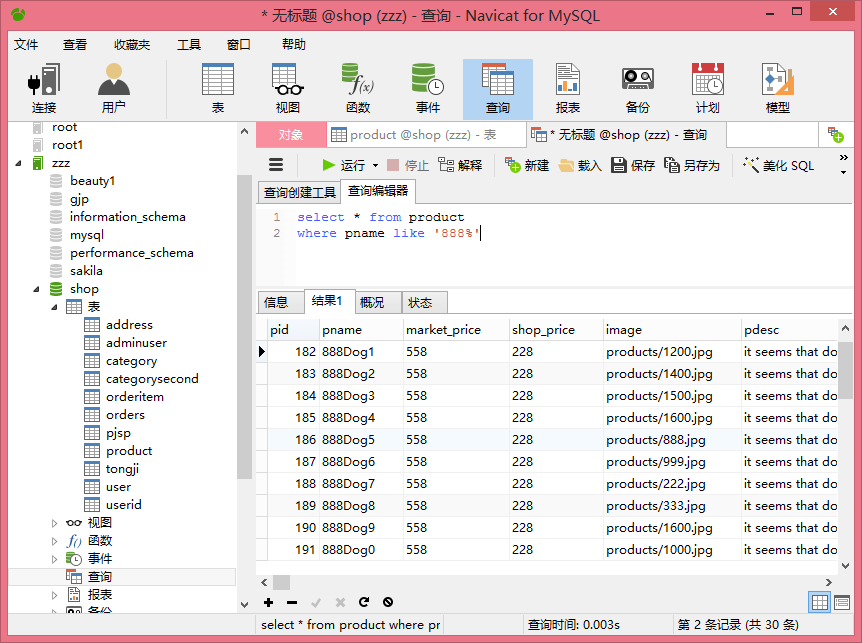 * 无标题 @shop (zzz) - 查询 - Navicat for MySQL
文件 查看 收藏夹 工具 窗口 帮助
连接 用户 表 视图 函数 事件 查询 报表 备份 计划 模型
root
root1
zzz
beauty1
gjp
information_schema
mysql
performance_schema
sakila
shop
表
address
adminuser
category
categorysecond
orderitem
orders
pjsp
product
tongji
user
userid
视图
函数
事件
查询
报表
备份
对象 product @shop (zzz) - 表 * 无标题 @shop (zzz) - 查询
运行 停止 解释 新建 载入 保存 另存为 美化 SQL
查询创建工具 查询编辑器
1 select * from product
2 where pname like '888%'
信息 结果1 概况 状态
pid pname market_price shop_price image pdesc
182 888Dog1 558 228 products/1200.jpg it seems that do
183 888Dog2 558 228 products/1400.jpg it seems that do
184 888Dog3 558 228 products/1500.jpg it seems that do
185 888Dog4 558 228 products/1600.jpg it seems that do
186 888Dog5 558 228 products/888.jpg it seems that do
187 888Dog6 558 228 products/999.jpg it seems that do
188 888Dog7 558 228 products/222.jpg it seems that do
189 888Dog8 558 228 products/333.jpg it seems that do
190 888Dog9 558 228 products/1600.jpg it seems that do
191 888Dog0 558 228 products/1000.jpg it seems that do
select * from product where pr 查询时间: 0.003s 第 2 条记录 (共 30 条)